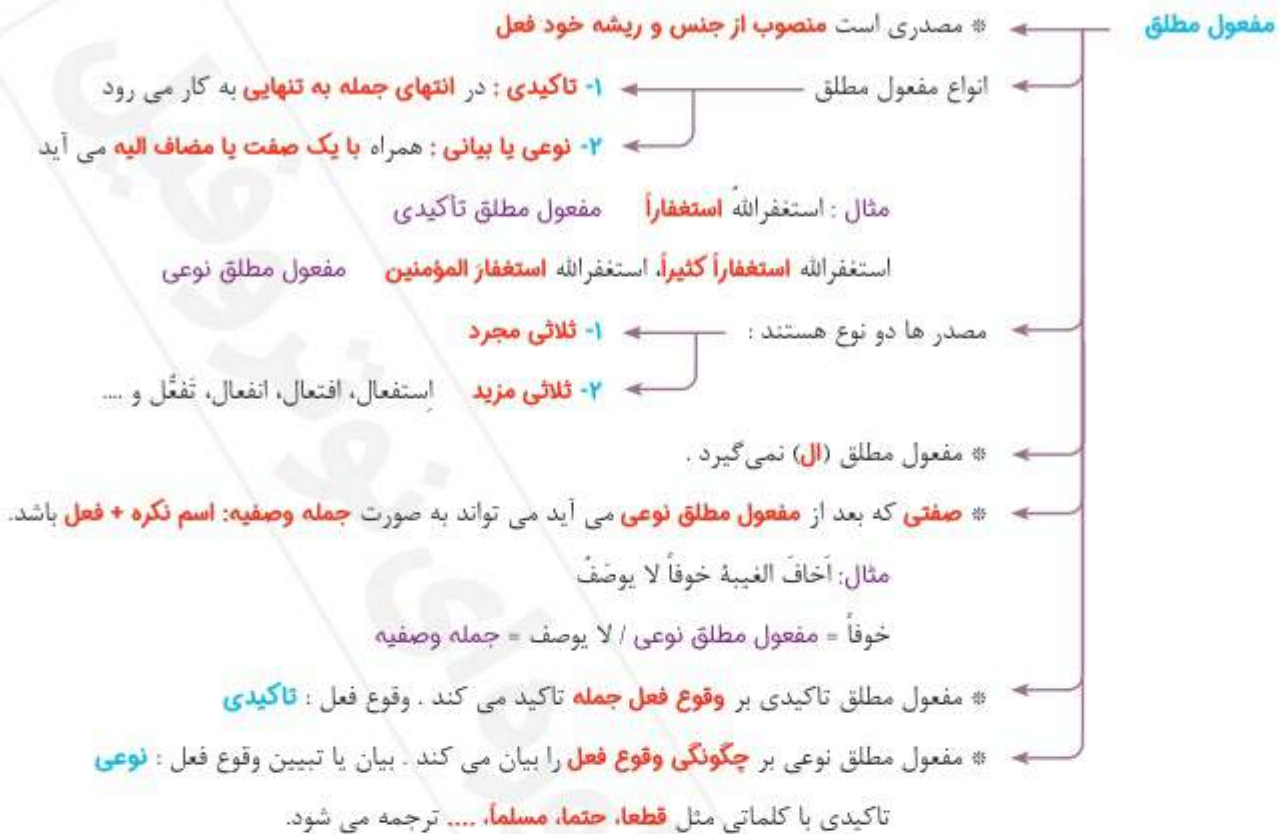 مفعول مطلق * مصدری است منصوب از جنس و ریشه خود فعل
انواع مفعول مطلق ۱- تاکیدی : در انتهای جمله به تنهایی به کار می رود
۲- نوعی یا بیانی : همراه با یک صفت یا مضاف الیه می آید
مثال : استغفر اللهَ استغفاراً مفعول مطلق تأکیدی
استغفرالله استغفاراً کثیراً، استغفرالله استغفارَ المؤمنین مفعول مطلق نوعی
مصدر ها دو نوع هستند : ۱- ثلاثی مجرد
۲- ثلاثی مزید اِستفعال، افتعال، انفعال، تَفعُّل و ....
* مفعول مطلق (ال) نمی‌گیرد .
* صفتی که بعد از مفعول مطلق نوعی می آید می تواند به صورت جمله وصفیه: اسم نکره + فعل باشد.
مثال: اَخافَ الغیبة خوفاً لا یوصَفُ
خوفاً = مفعول مطلق نوعی / لا یوصف = جمله وصفیه
* مفعول مطلق تاکیدی بر وقوع فعل جمله تاکید می کند . وقوع فعل : تاکیدی
* مفعول مطلق نوعی بر چگونگی وقوع فعل را بیان می کند . بیان یا تبیین وقوع فعل : نوعی
تاکیدی با کلماتی مثل قطعا، حتما، مسلماً، .... ترجمه می شود.